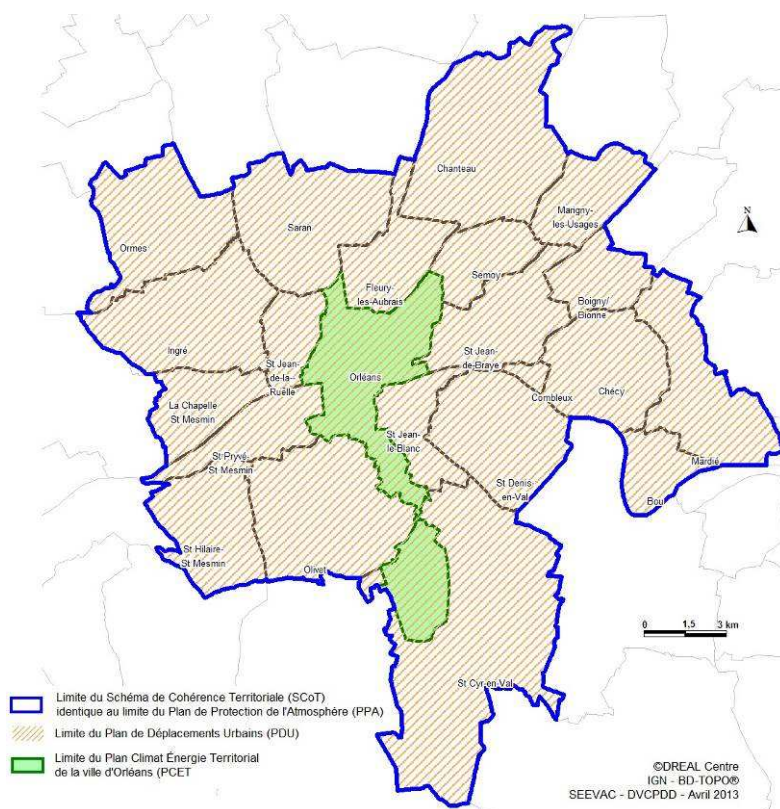 Chanteau
N
Marigny-
les-Usages
Saran
Ormes
Semoy
Fleury-
les-Aubrais
Boigny/
Bionne
Ingré
St Jean
de-la-
Ruelle
St Jean
de-Braye
Orléans
Chécy
Combleux
La Chapelle
St Mesmin
St Jean
le-Blanc
St Pryvé-
St Mesmin
Mardié
St Denis-
en-Val
Bou
St Hilaire-
St Mesmin
Olivet
0 1,5 3 km
St Cyr-en-Val
Limite du Schéma de Cohérence Territoriale (SCoT)
identique au limite du Plan de Protection de l'Atmosphère (PPA)
Limite du Plan de Déplacements Urbains (PDU)
Limite du Plan Climat Énergie Territorial
de la ville d'Orléans (PCET
©DREAL Centre
IGN - BD-TOPO®
SEEVAC - DVCPDD - Avril 2013